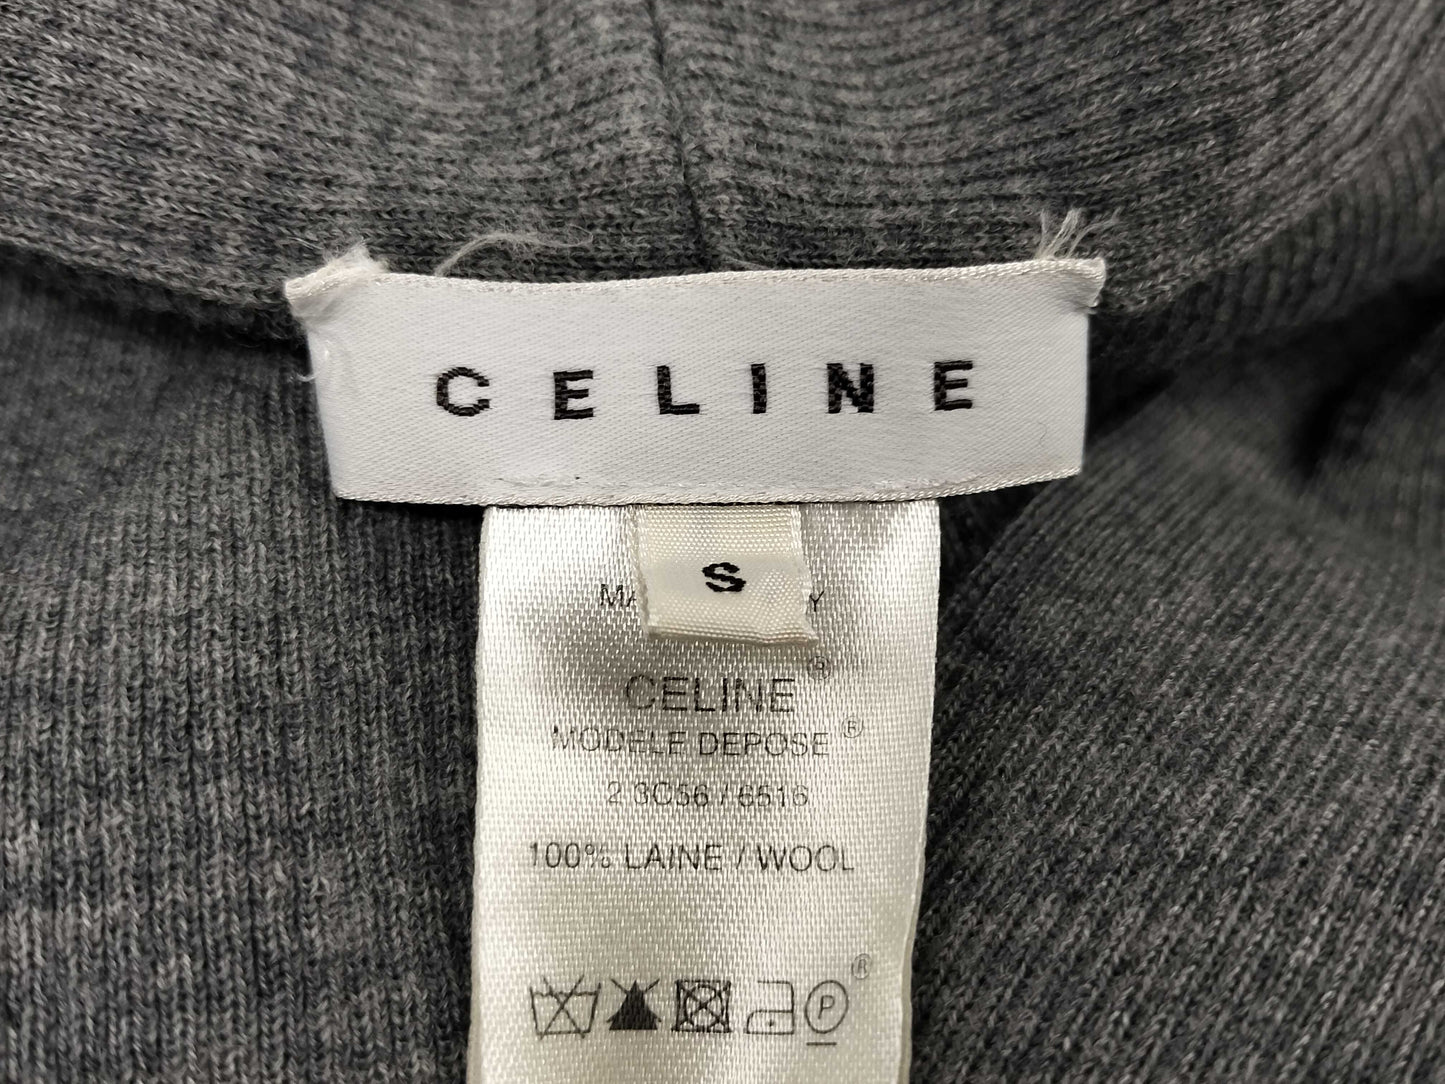 CELINE
S
CELINE®
MODELE DEPOSE®
2 3C56 / 6516
100% LAINE / WOOL
P ®